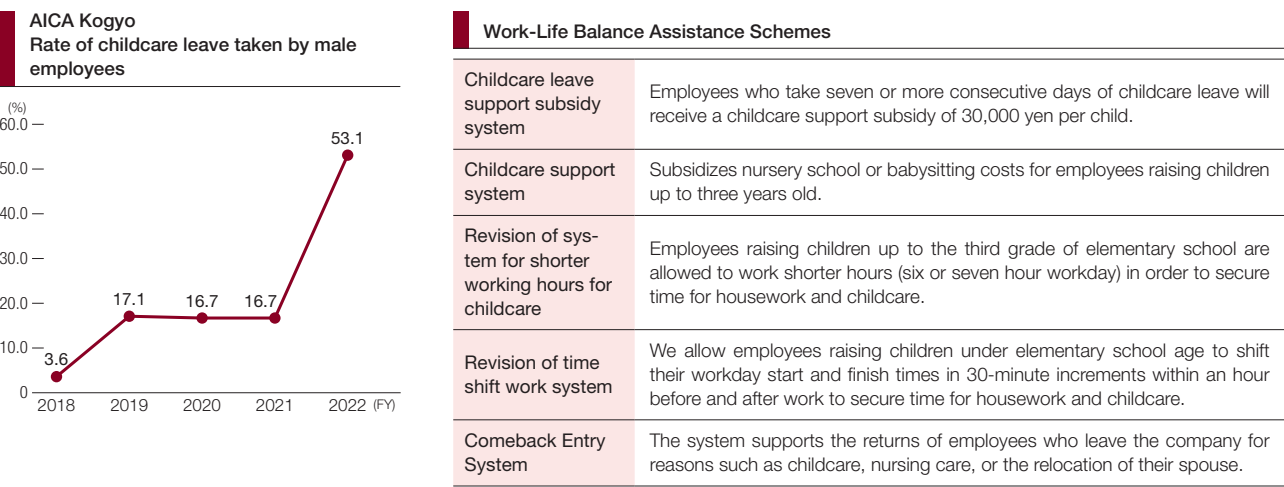 AICA Kogyo
Rate of childcare leave taken by male
employees
(%)
60.0
50.0
40.0
30.0
20.0
10.0
0
3.6
17.1
16.7
16.7
53.1
2018
2019
2020
2021
2022 (FY)
Work-Life Balance Assistance Schemes
Childcare leave
support subsidy
system
Employees who take seven or more consecutive days of childcare leave will
receive a childcare support subsidy of 30,000 yen per child.
Childcare support
system
Subsidizes nursery school or babysitting costs for employees raising children
up to three years old.
Revision of sys-
tem for shorter
working hours for
childcare
Employees raising children up to the third grade of elementary school are
allowed to work shorter hours (six or seven hour workday) in order to secure
time for housework and childcare.
Revision of time
shift work system
We allow employees raising children under elementary school age to shift
their workday start and finish times in 30-minute increments within an hour
before and after work to secure time for housework and childcare.
Comeback Entry
System
The system supports the returns of employees who leave the company for
reasons such as childcare, nursing care, or the relocation of their spouse.